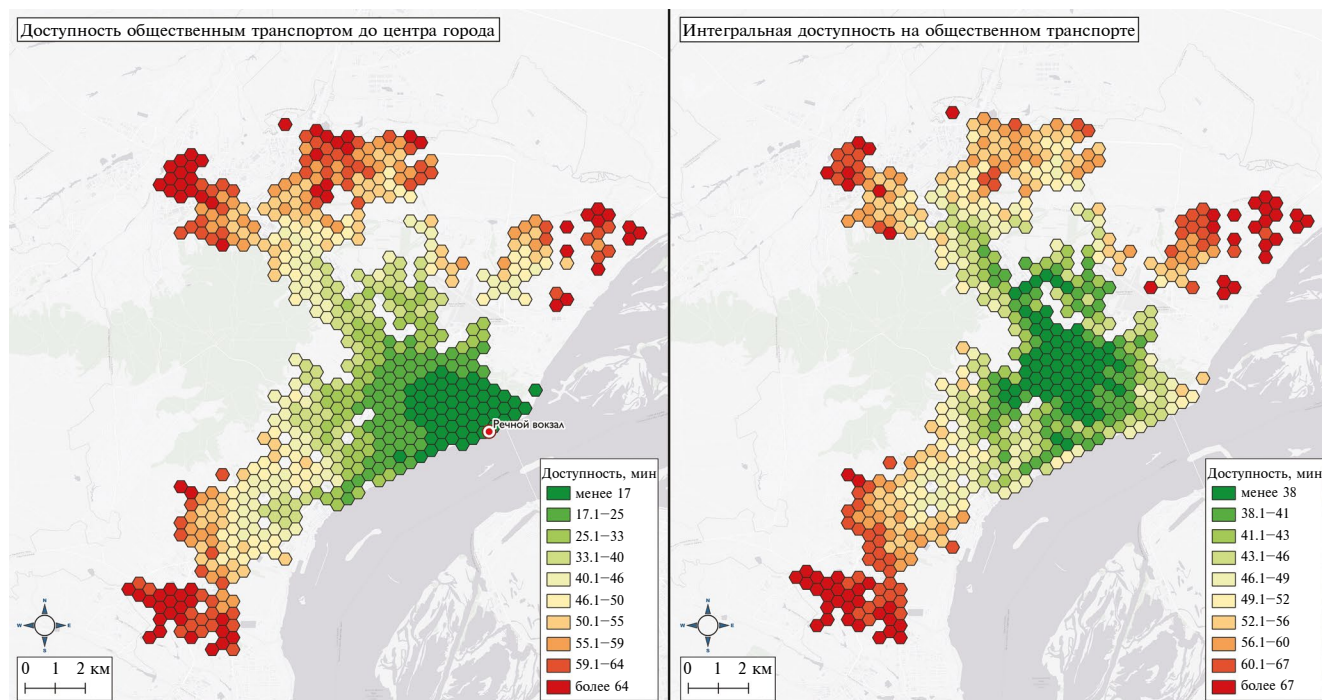 Доступность общественным транспортом до центра города
Речной вокзал
Доступность, мин
менее 17
17.1–25
25.1–33
33.1–40
40.1–46
46.1–50
50.1–55
55.1–59
59.1–64
более 64
N
W E
S
0 1 2 км
Интегральная доступность на общественном транспорте
Доступность, мин
менее 38
38.1–41
41.1–43
43.1–46
46.1–49
49.1–52
52.1–56
56.1–60
60.1–67
более 67
N
W E
S
0 1 2 км